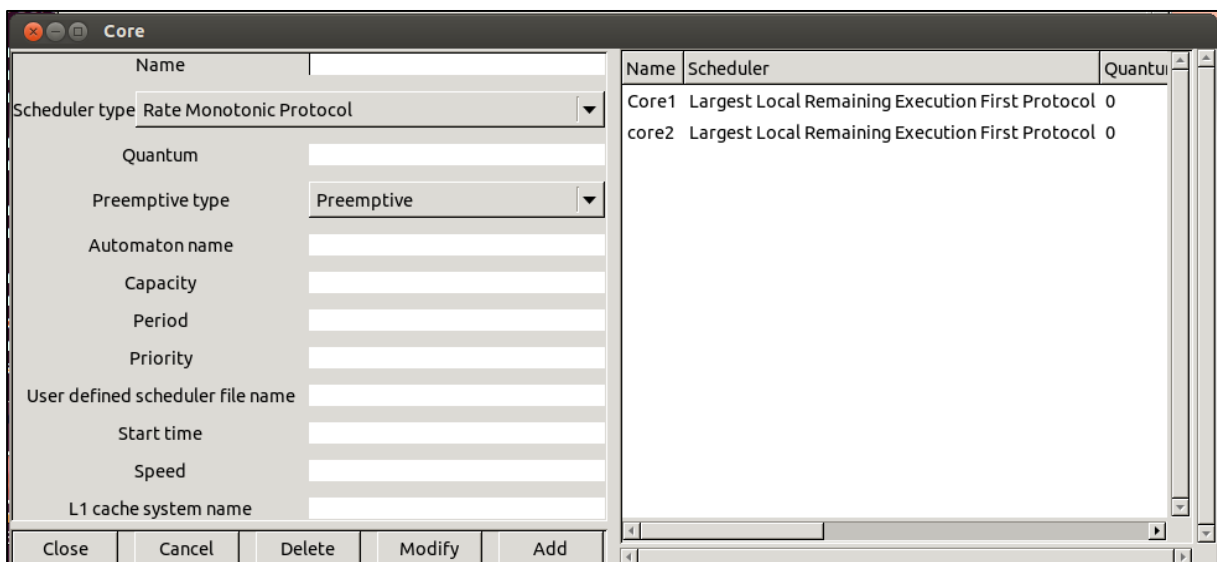 Core
Name
Scheduler type Rate Monotonic Protocol
Quantum
Preemptive type Preemptive
Automaton name
Capacity
Period
Priority
User defined scheduler file name
Start time
Speed
L1 cache system name
Close Cancel Delete Modify Add
Name Scheduler Quantu
Core1 Largest Local Remaining Execution First Protocol 0
core2 Largest Local Remaining Execution First Protocol 0